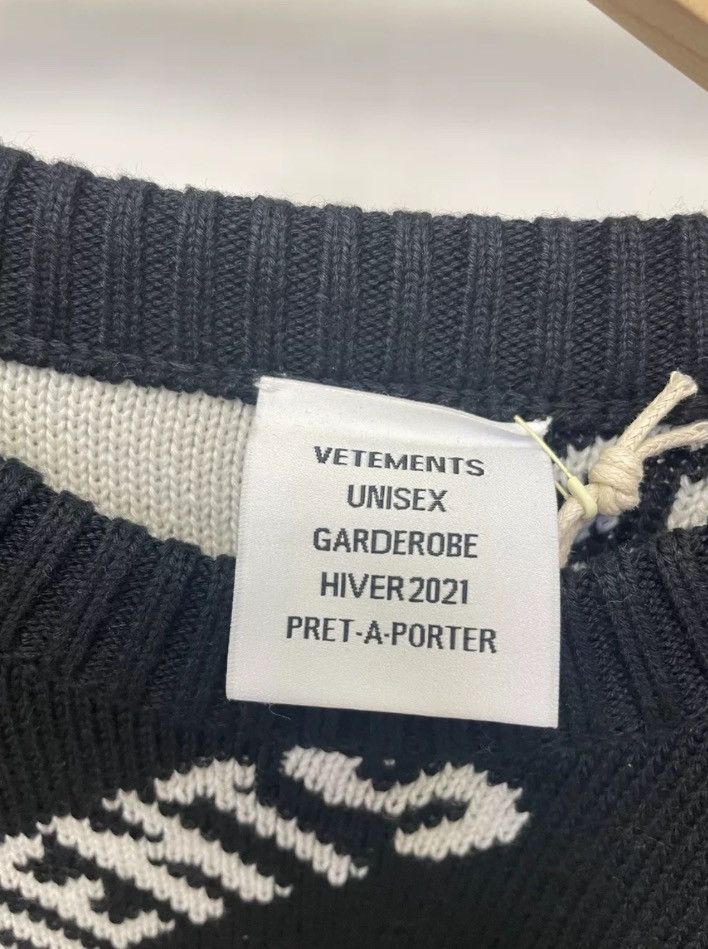 VETEMENTS
UNISEX
GARDEROBE
HIVER 2021
PRET-A-PORTER